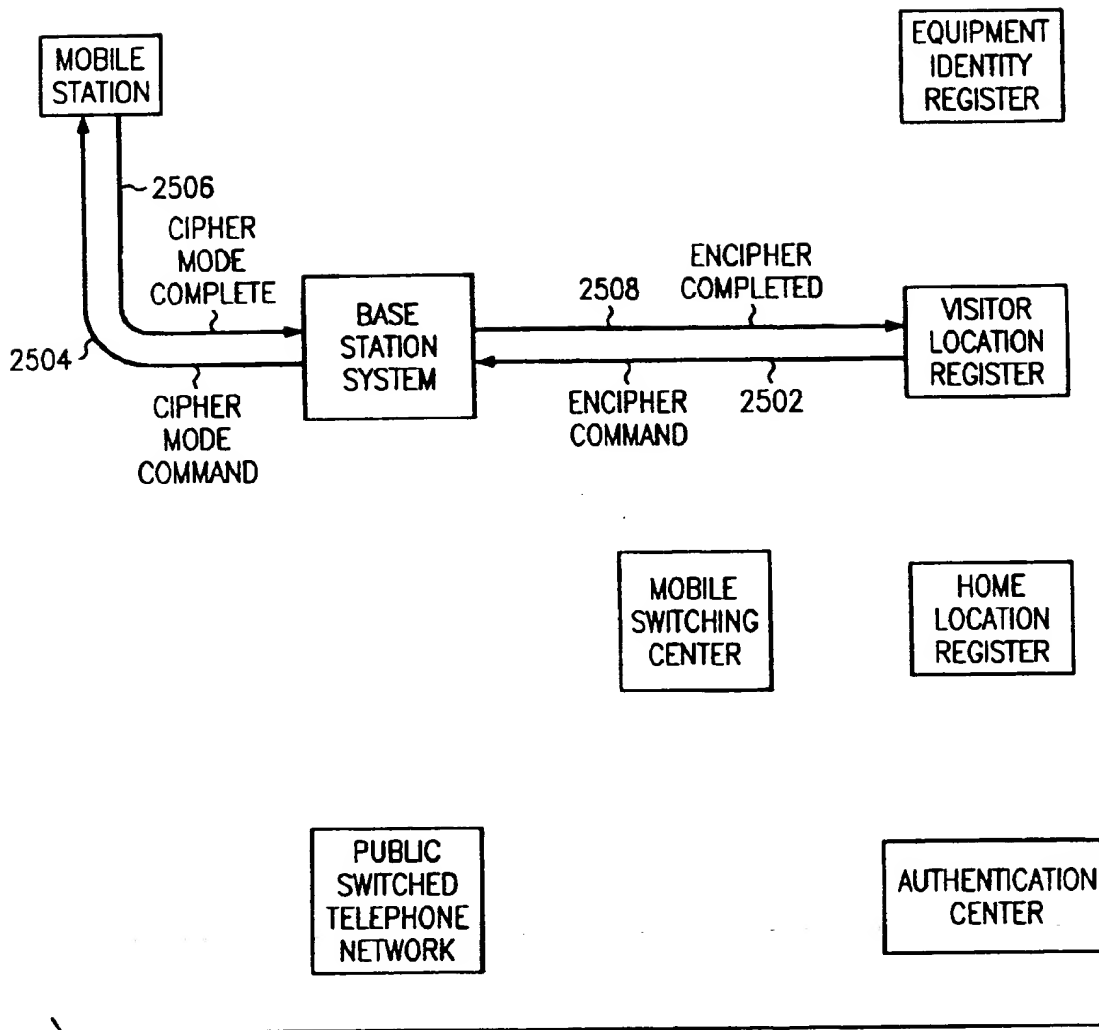 MOBILE
STATION
EQUIPMENT
IDENTITY
REGISTER
2506
CIPHER
MODE
COMPLETE
2504
CIPHER
MODE
COMMAND
BASE
STATION
SYSTEM
2508
ENCIPHER
COMPLETED
ENCIPHER
COMMAND
2502
VISITOR
LOCATION
REGISTER
MOBILE
SWITCHING
CENTER
HOME
LOCATION
REGISTER
PUBLIC
SWITCHED
TELEPHONE
NETWORK
AUTHENTICATION
CENTER